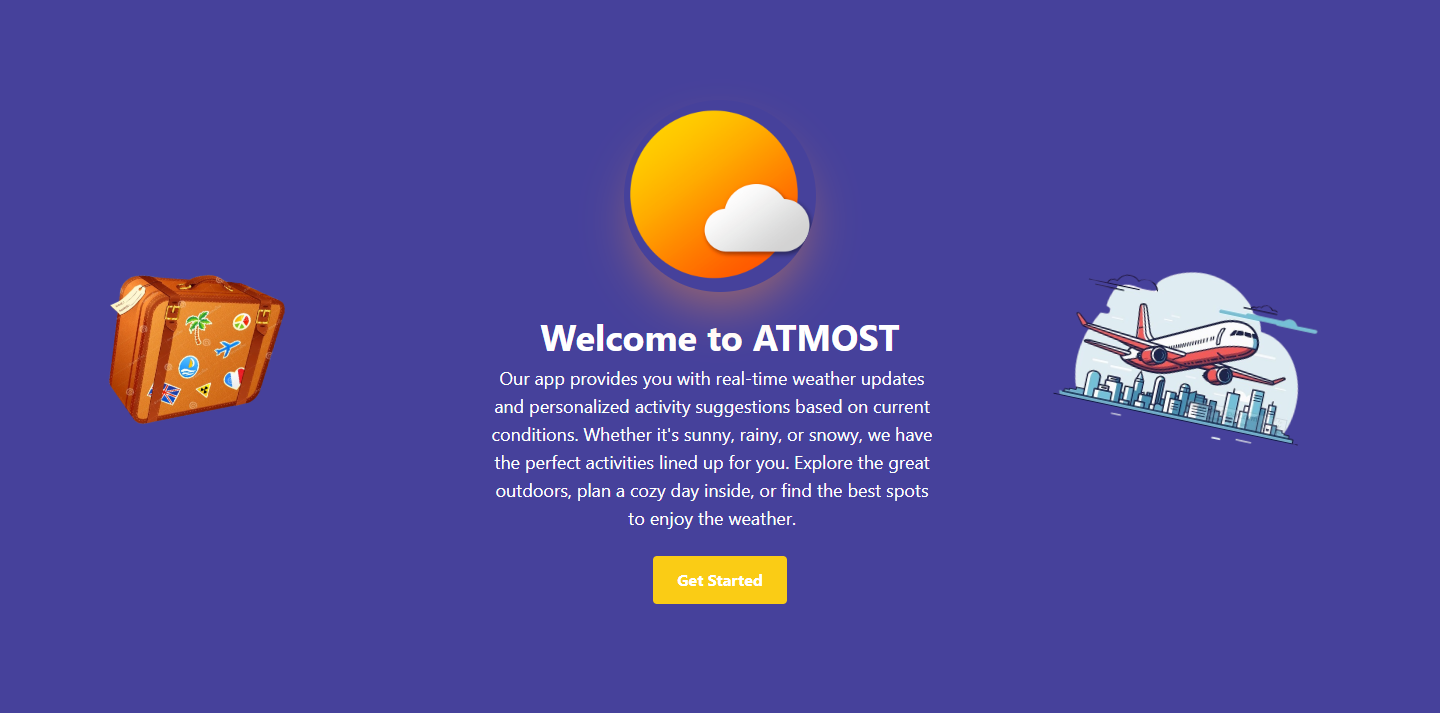 Welcome to ATMOST
Our app provides you with real-time weather updates
and personalized activity suggestions based on current
conditions. Whether it's sunny, rainy, or snowy, we have
the perfect activities lined up for you. Explore the great
outdoors, plan a cozy day inside, or find the best spots
to enjoy the weather.
Get Started